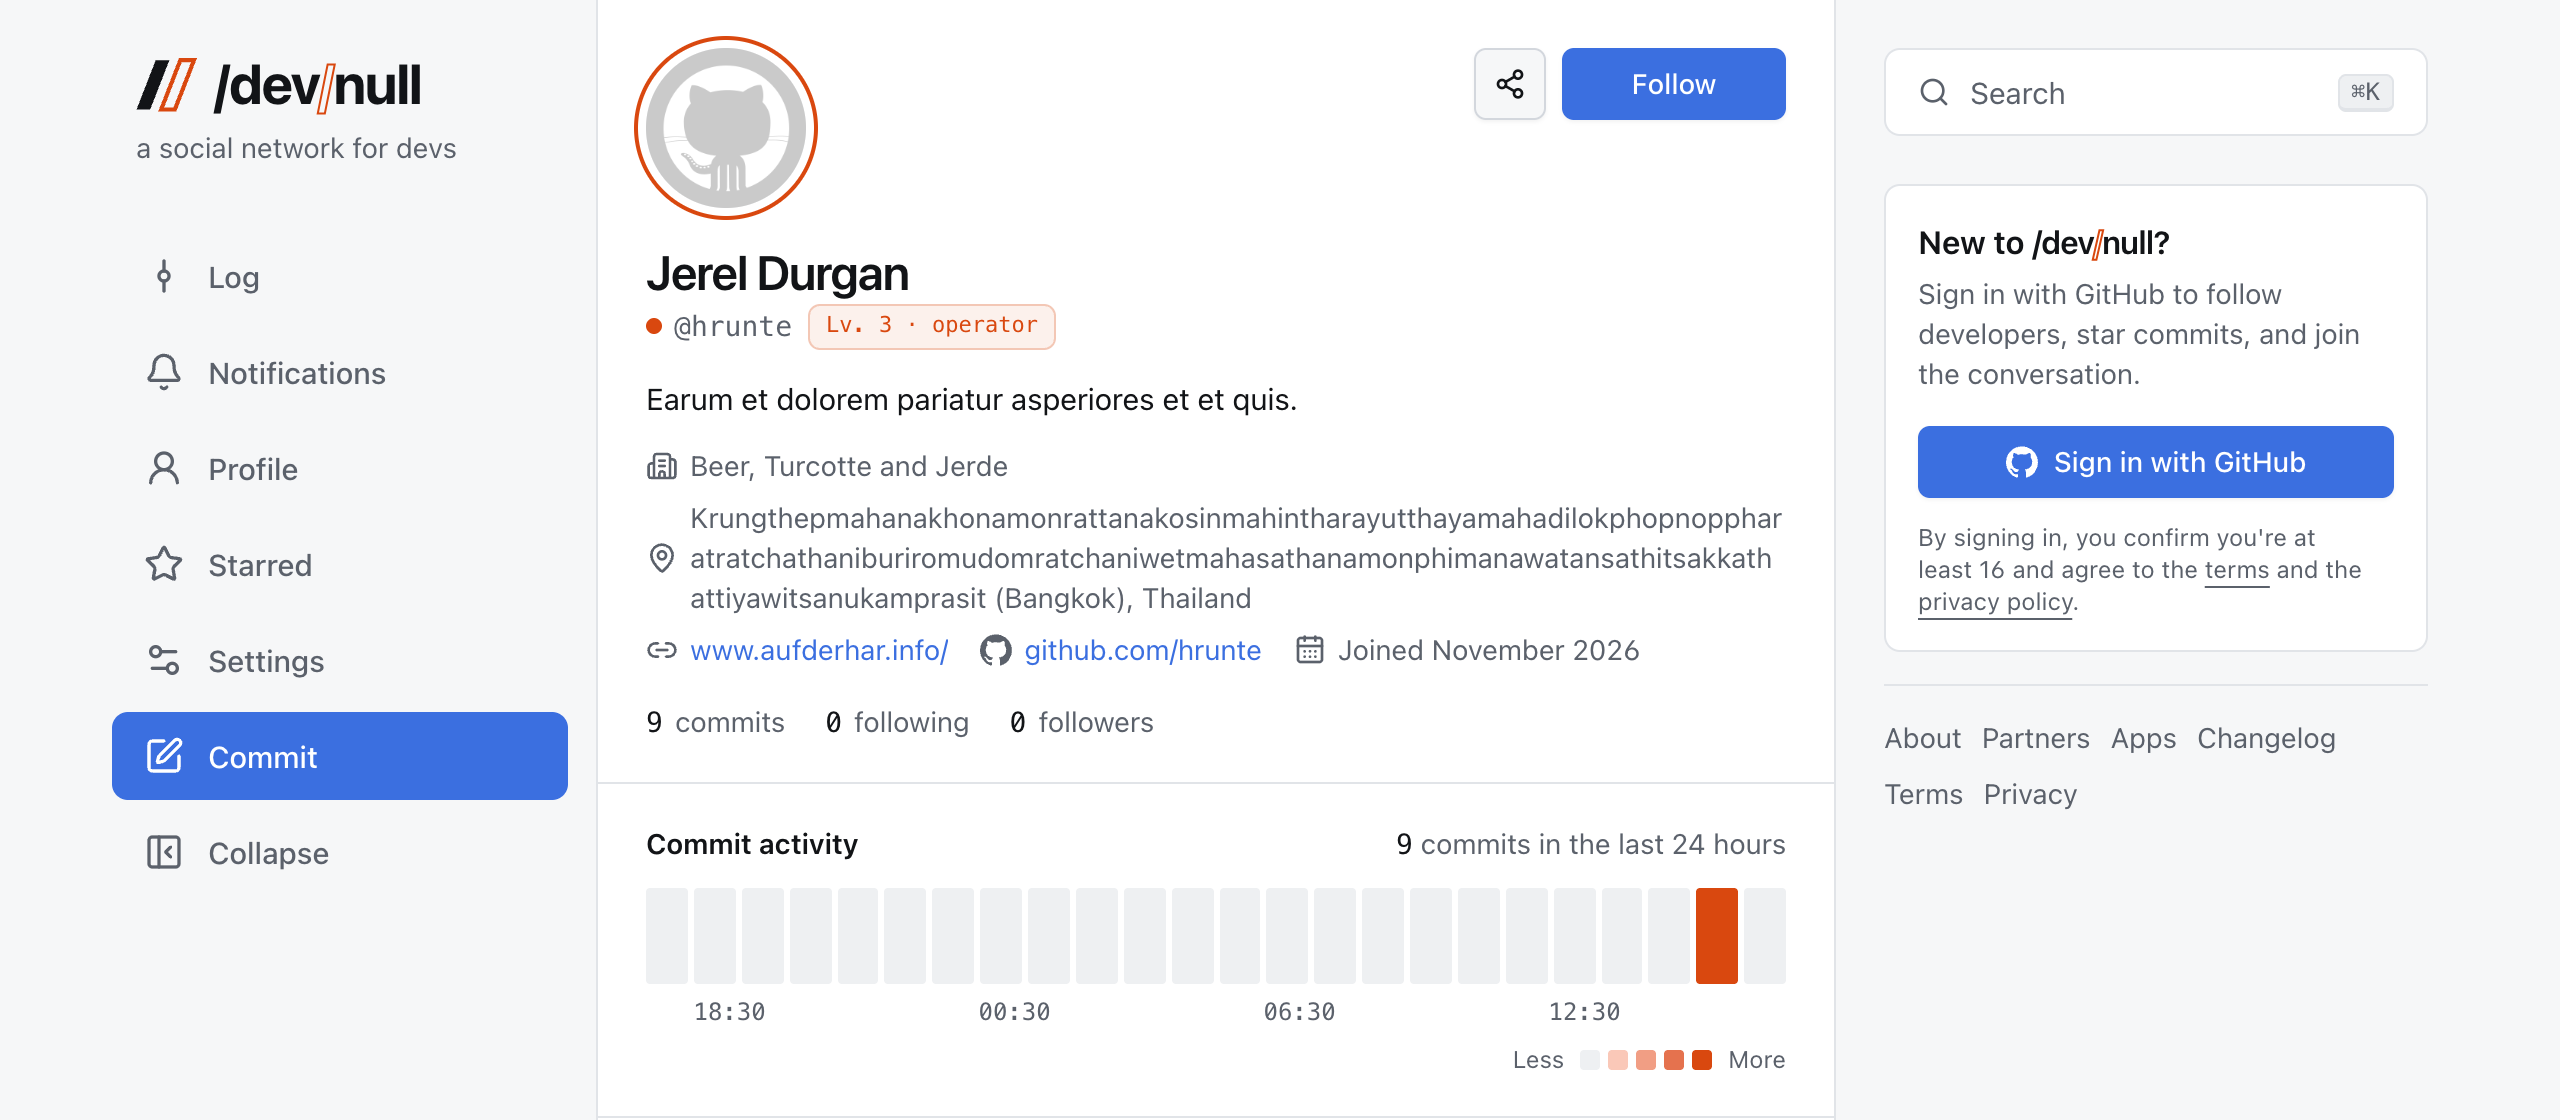 /dev/null
a social network for devs
Log
Notifications
Profile
Starred
Settings
Commit
Collapse
Follow
Jerel Durgan
@hrunte Lv. 3 · operator
Earum et dolorem pariatur asperiores et et quis.
Beer, Turcotte and Jerde
Krungthepmahanakhonamonrattanakosinmahintharayutthayamahadilokphopnopphar
atratchathaniburiromudomratchaniwetmahasathanamonphimanawatansathitsakkath
attiyawitsanukamprasit (Bangkok), Thailand
www.aufderhar.info/ github.com/hrunte Joined November 2026
9 commits 0 following 0 followers
Commit activity 9 commits in the last 24 hours
18:30 00:30 06:30 12:30
Less More
Search ⌘K
New to /dev/null?
Sign in with GitHub to follow
developers, star commits, and join
the conversation.
Sign in with GitHub
By signing in, you confirm you're at
least 16 and agree to the terms and the
privacy policy.
About Partners Apps Changelog
Terms Privacy